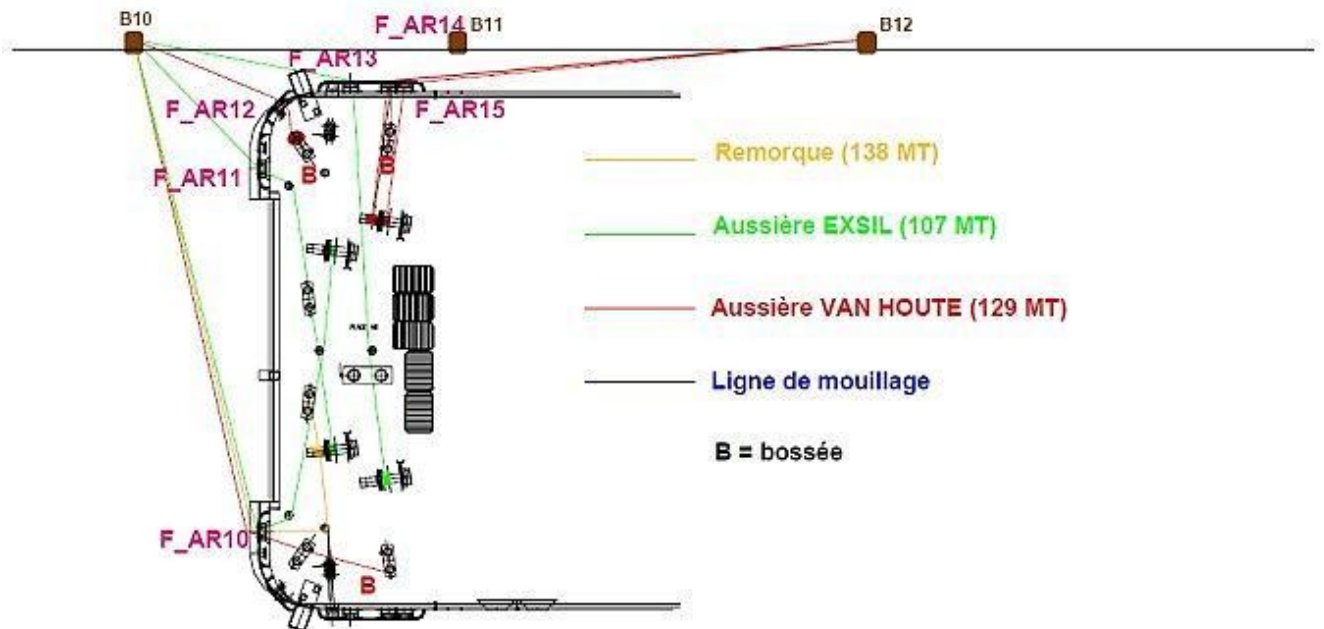 B10
F_AR14
B11
B12
F_AR13
F_AR12
F_AR15
Remorque (138 MT)
B
B
F_AR11
Aussière EXSIL (107 MT)
Aussière VAN HOUTE (129 MT)
Ligne de mouillage
B = bossée
F_AR10
B